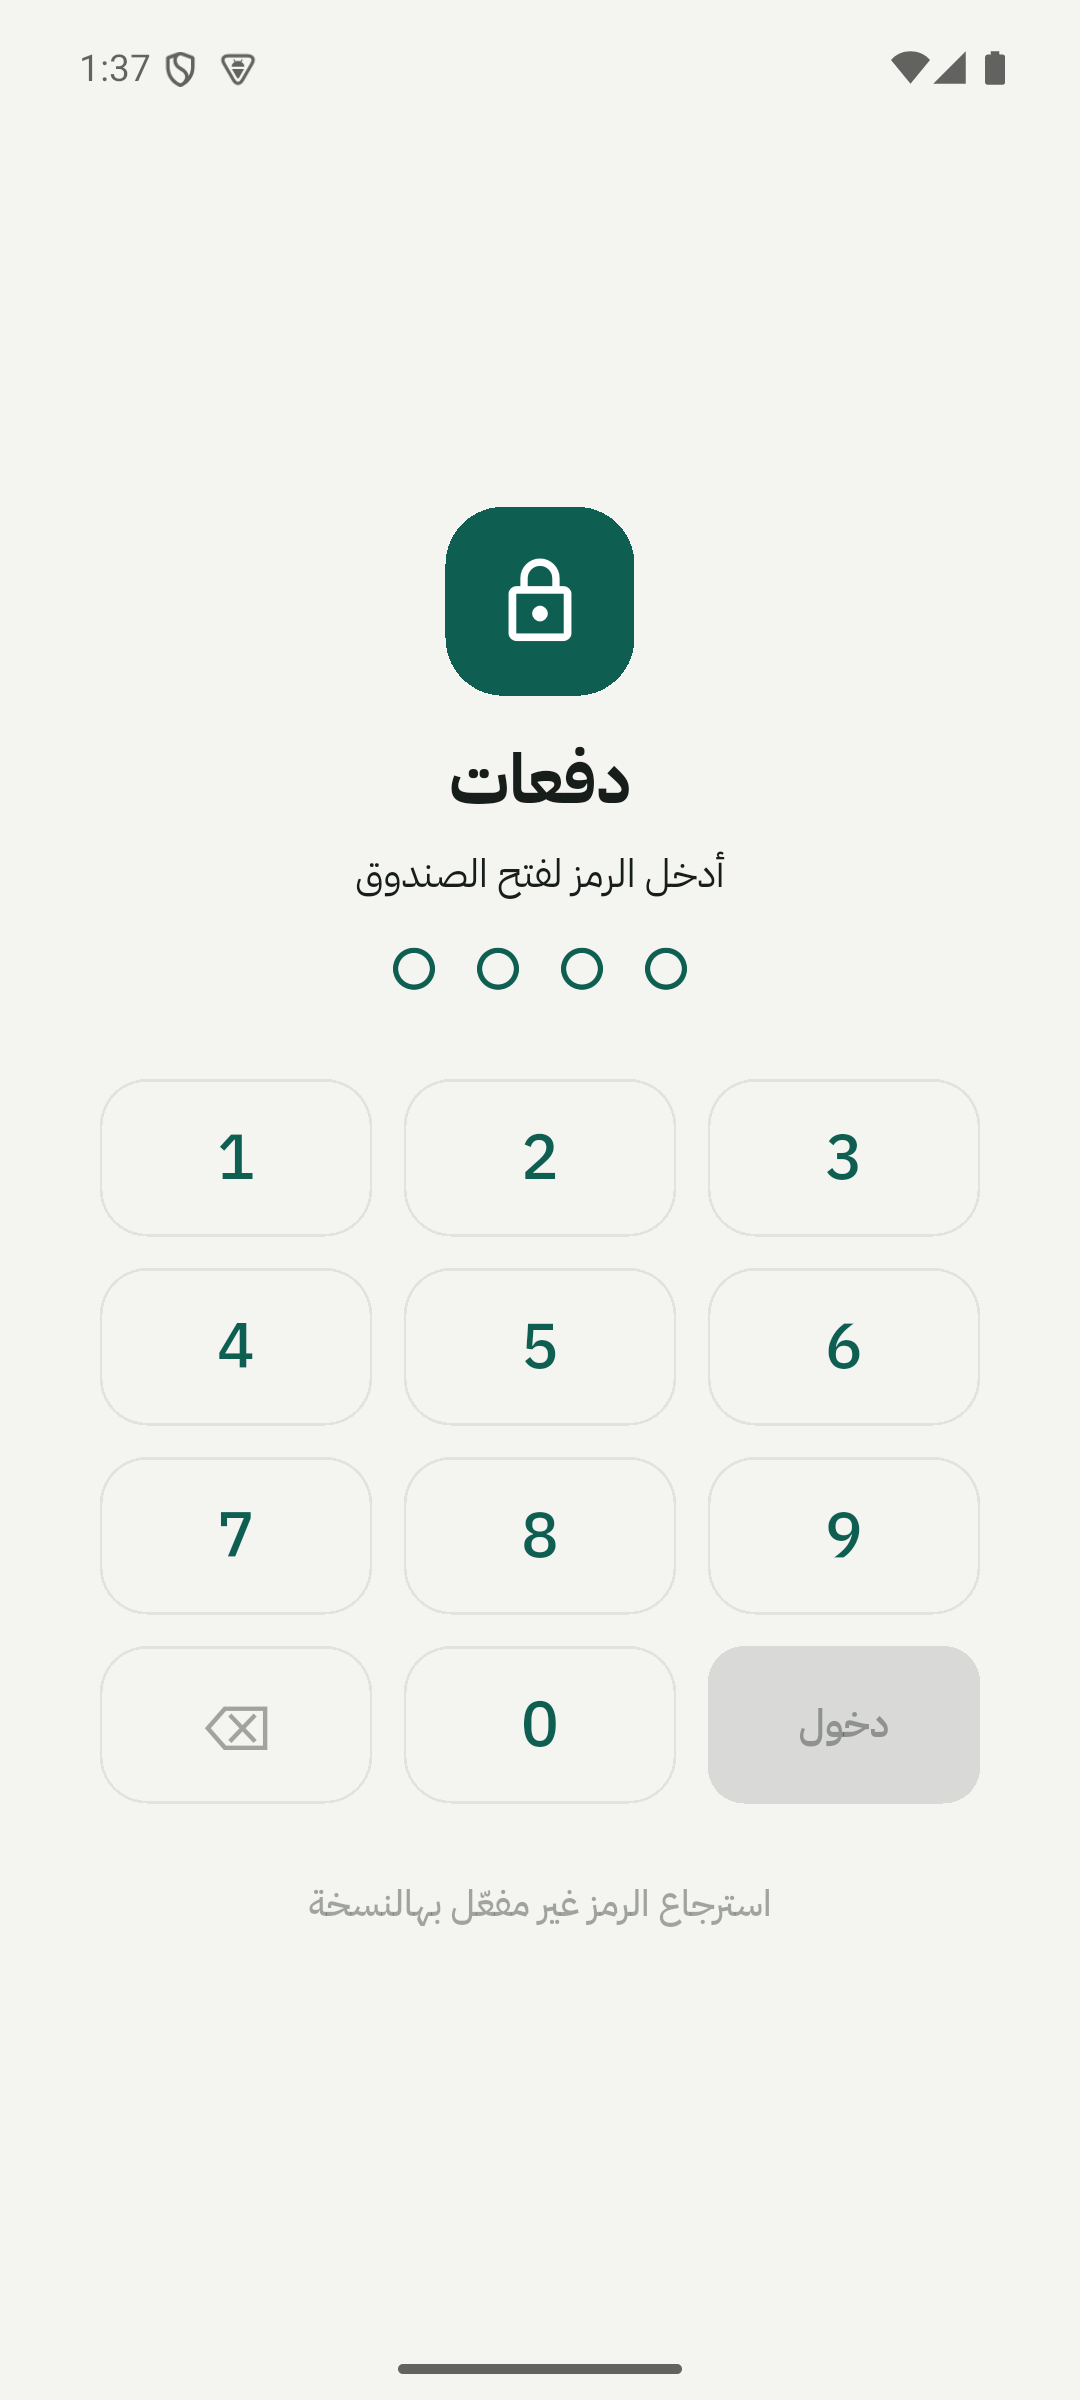 1:37
دفعات
أدخل الرمز لفتح الصندوق
1 2 3
4 5 6
7 8 9
0 دخول
استرجاع الرمز غير مفعّل بهالنسخة